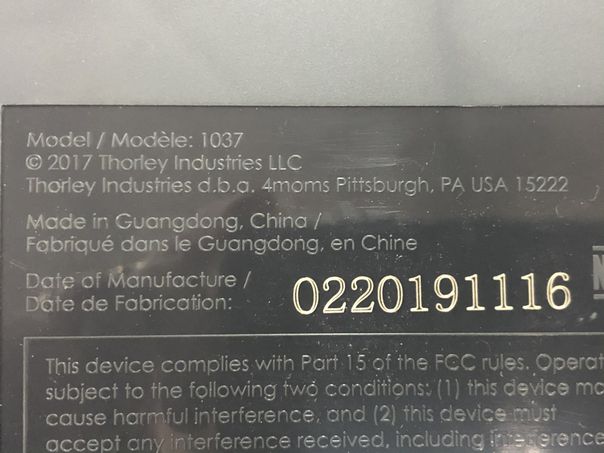 Model / Modèle: 1037
© 2017 Thorley Industries LLC
Thorley Industries d.b.a. 4moms Pittsburgh, PA USA 15222
Made in Guangdong, China /
Fabriqué dans le Guangdong, en Chine
Date of Manufacture /
Date de Fabrication: 0220191116
This device complies with Part 15 of the FCC rules. Operat
subject to the following two conditions: (1) this device ma
cause harmful interference, and (2) this device must
accept any interference received, including interference